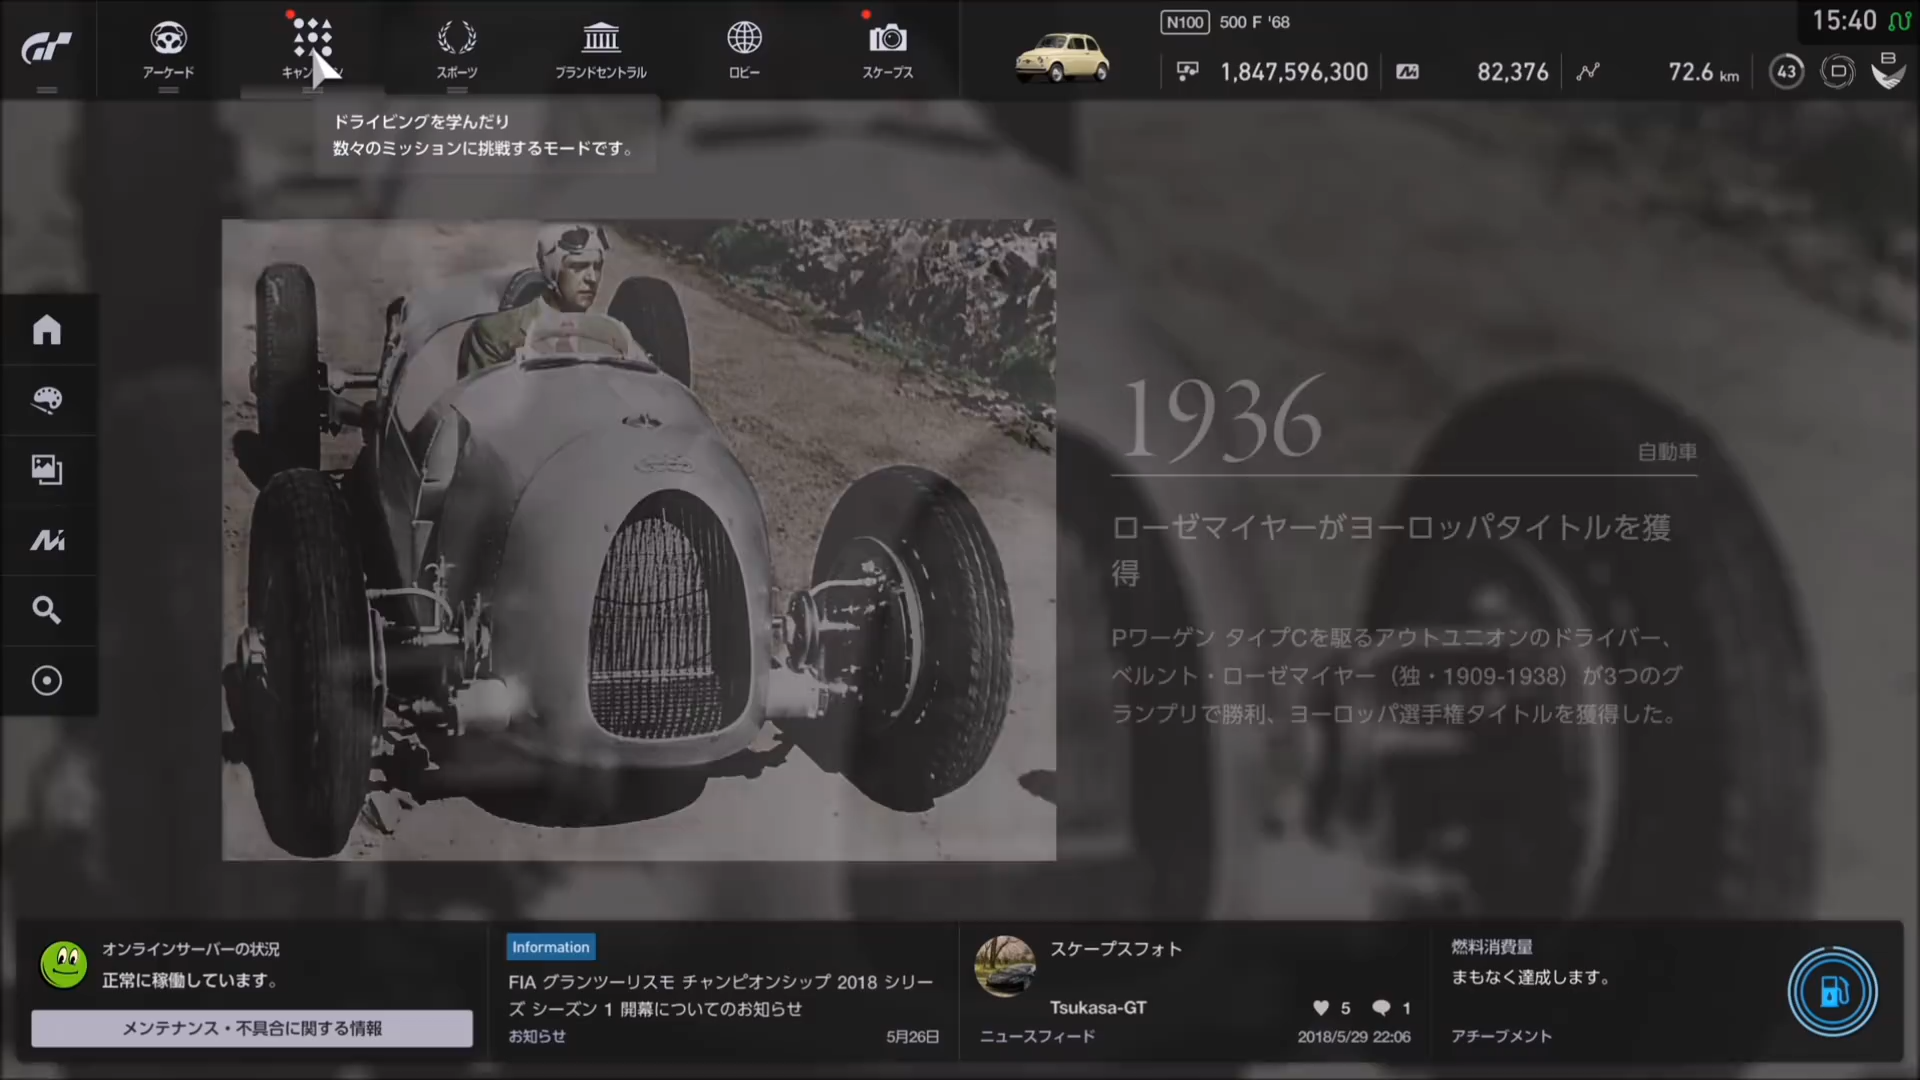 アーケード
スポーツ
ブランドセントラル
ロビー
スケープス
N100 500 F '68
1,847,596,300
82,376
72.6 km
43
D
B
15:40
ドライビングを学んだり
数々のミッションに挑戦するモードです。
1936
自動車
ローゼマイヤーがヨーロッパタイトルを獲
得
Pワーゲン タイプCを駆るアウトユニオンのドライバー、
ベルント・ローゼマイヤー（独・1909-1938）が3つのグ
ランプリで勝利、ヨーロッパ選手権タイトルを獲得した。
オンラインサーバーの状況
正常に稼働しています。
メンテナンス・不具合に関する情報
Information
FIA グランツーリスモ チャンピオンシップ 2018 シリー
ズ シーズン 1 開幕についてのお知らせ
お知らせ
5月26日
スケープスフォト
Tsukasa-GT
5 1
ニュースフィード
2018/5/29 22:06
燃料消費量
まもなく達成します。
アチーブメント